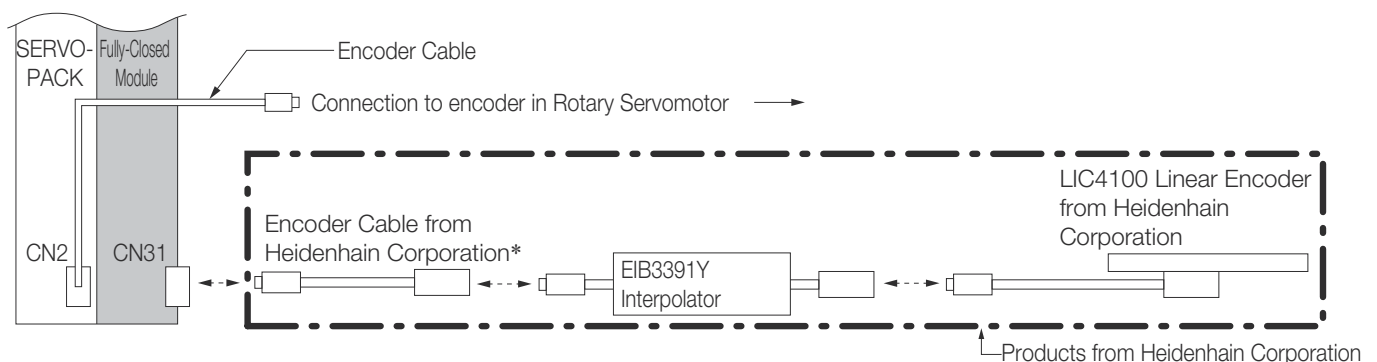 SERVO-
PACK
Fully-Closed
Module
Encoder Cable
Connection to encoder in Rotary Servomotor
LIC4100 Linear Encoder
from Heidenhain
Corporation
Encoder Cable from
Heidenhain Corporation*
CN2
CN31
EIB3391Y
Interpolator
Products from Heidenhain Corporation